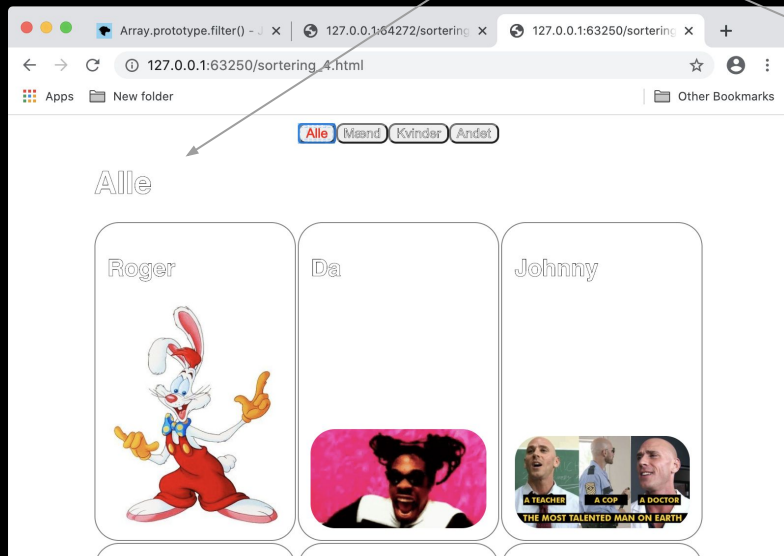 Array.prototype.filter() - J
127.0.0.1:64272/sortering
127.0.0.1:63250/sortering
127.0.0.1:63250/sortering_4.html
Apps
New folder
Other Bookmarks
Alle
Mænd
Kvinder
Andet
Alle
Roger
Da
Johnny
A TEACHER
A COP
A DOCTOR
THE MOST TALENTED MAN ON EARTH